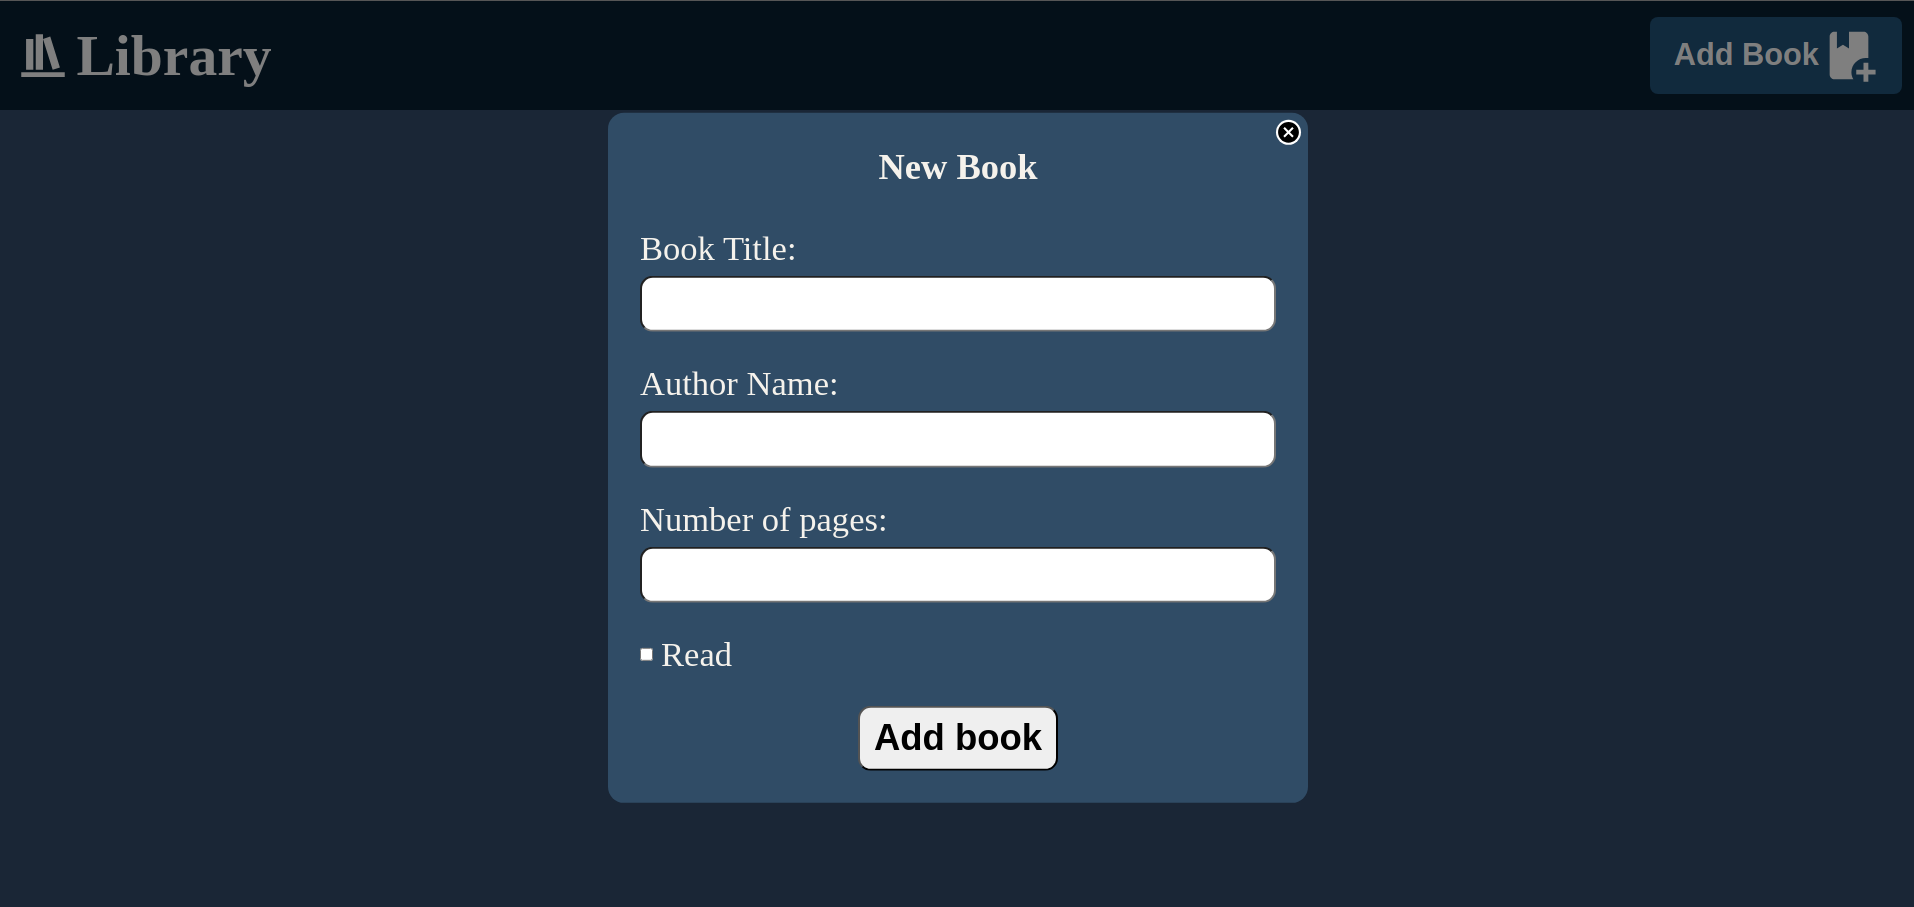 Library
Add Book
New Book
Book Title:
Author Name:
Number of pages:
Read
Add book